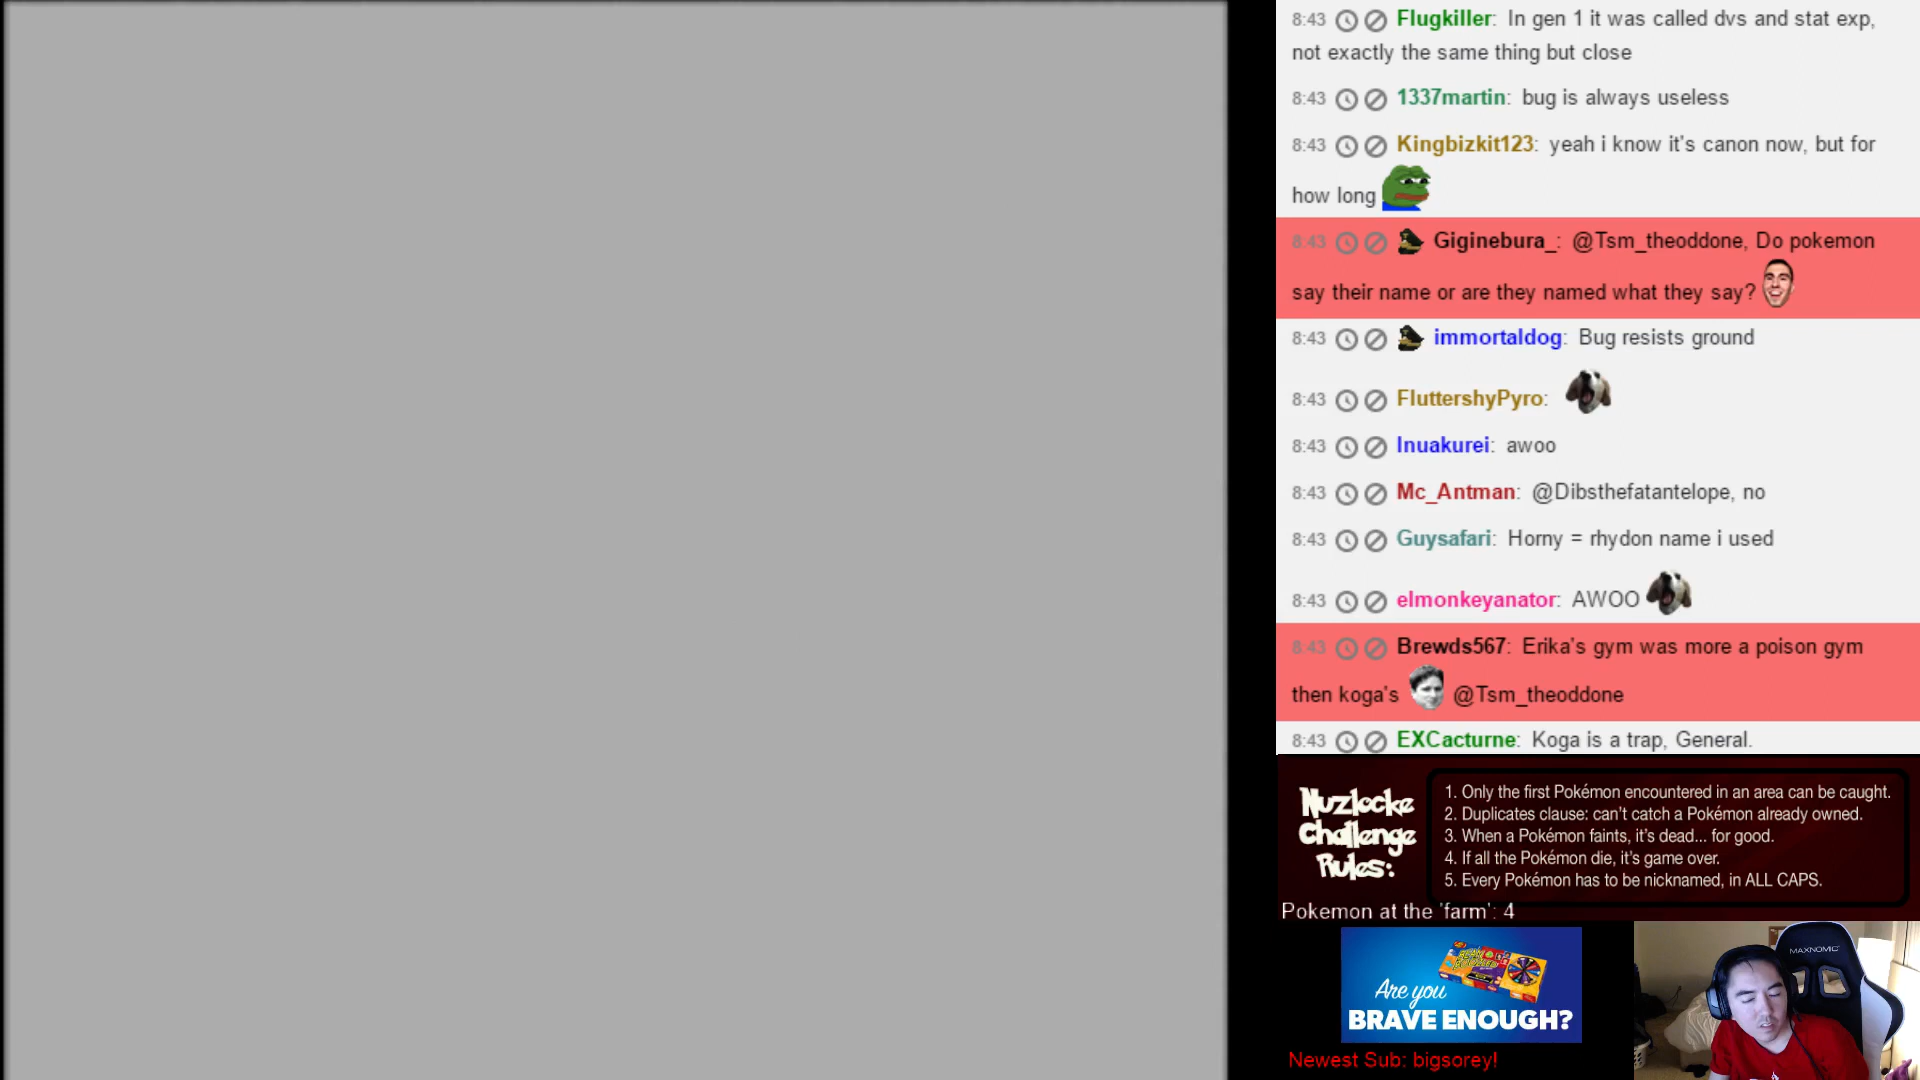 8:43 Flugkiller: In gen 1 it was called dvs and stat exp,
not exactly the same thing but close
8:43 1337martin: bug is always useless
8:43 Kingbizkit123: yeah i know it's canon now, but for
how long
8:43 Giginebura_: @Tsm_theoddone, Do pokemon
say their name or are they named what they say?
8:43 immortaldog: Bug resists ground
8:43 FluttershyPyro:
8:43 Inuakurei: awoo
8:43 Mc_Antman: @Dibsthefatantelope, no
8:43 Guysafari: Horny = rhydon name i used
8:43 elmonkeyanator: AWOO
8:43 Brewds567: Erika's gym was more a poison gym
then koga's @Tsm_theoddone
8:43 EXCacturne: Koga is a trap, General.
Nuzlocke
Challenge
Rules:
1. Only the first Pokémon encountered in an area can be caught.
2. Duplicates clause: can't catch a Pokémon already owned.
3. When a Pokémon faints, it's dead... for good.
4. If all the Pokémon die, it's game over.
5. Every Pokémon has to be nicknamed, in ALL CAPS.
Pokemon at the 'farm': 4
Are you
BRAVE ENOUGH?
MAXNOMIC
Newest Sub: bigsorey!